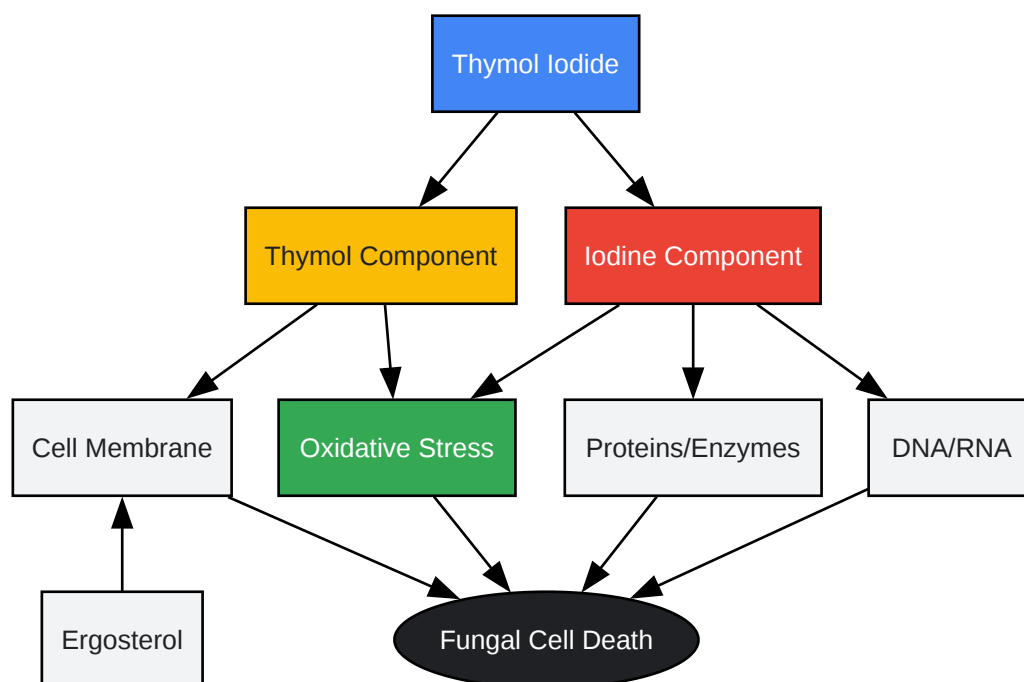 Thymol Iodide
Thymol Component
Iodine Component
Cell Membrane
Oxidative Stress
Proteins/Enzymes
DNA/RNA
Ergosterol
Fungal Cell Death